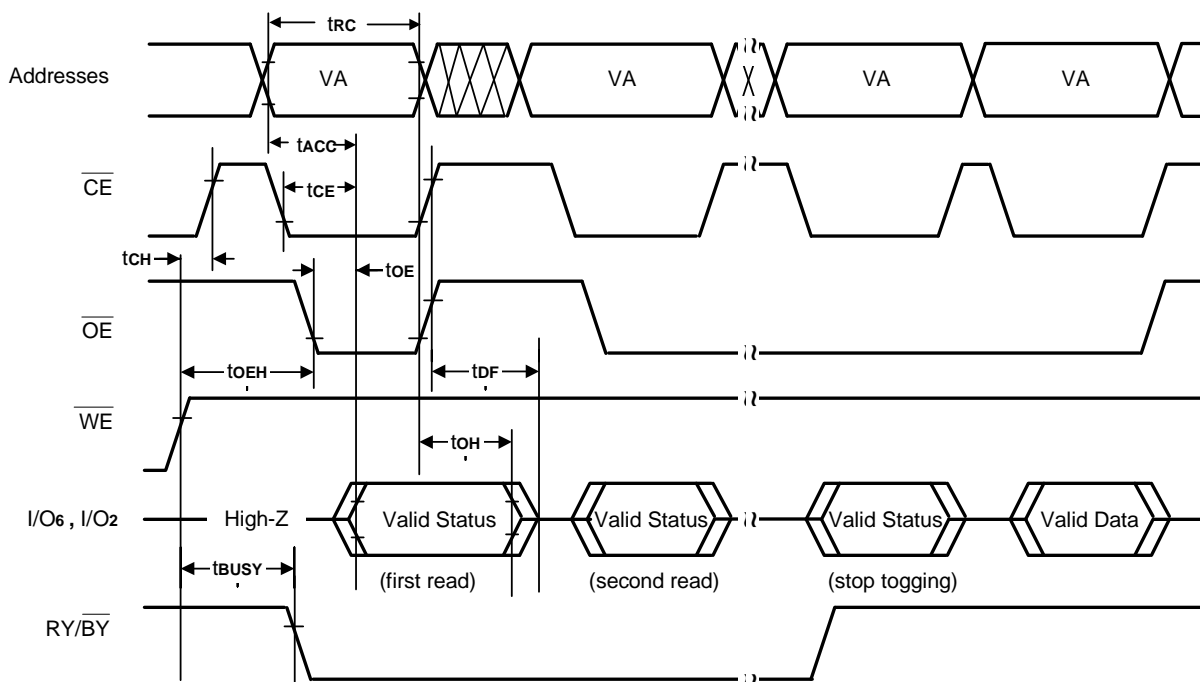 tRC
Addresses VA VA VA VA
tACC
CE
tCE
tCH
tOE
OE
tOEH
tDF
WE
tOH
I/O6 , I/O2 High-Z Valid Status Valid Status Valid Status Valid Data
tBUSY
(first read) (second read) (stop togging)
RY/BY